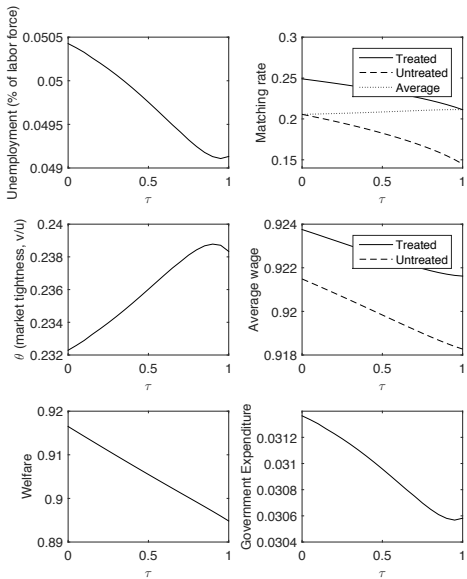 Unemployment (% of labor force)
0.0505
0.05
0.0495
0.049
0
0.5
1
τ
Matching rate
0.3
0.25
0.2
0.15
Treated
Untreated
Average
0
0.5
1
τ
θ (market tightness, v/u)
0.24
0.238
0.236
0.234
0.232
0
0.5
1
τ
Average wage
0.924
0.922
0.92
0.918
Treated
Untreated
0
0.5
1
τ
Welfare
0.92
0.91
0.9
0.89
0
0.5
1
τ
Government Expenditure
0.0312
0.031
0.0308
0.0306
0.0304
0
0.5
1
τ